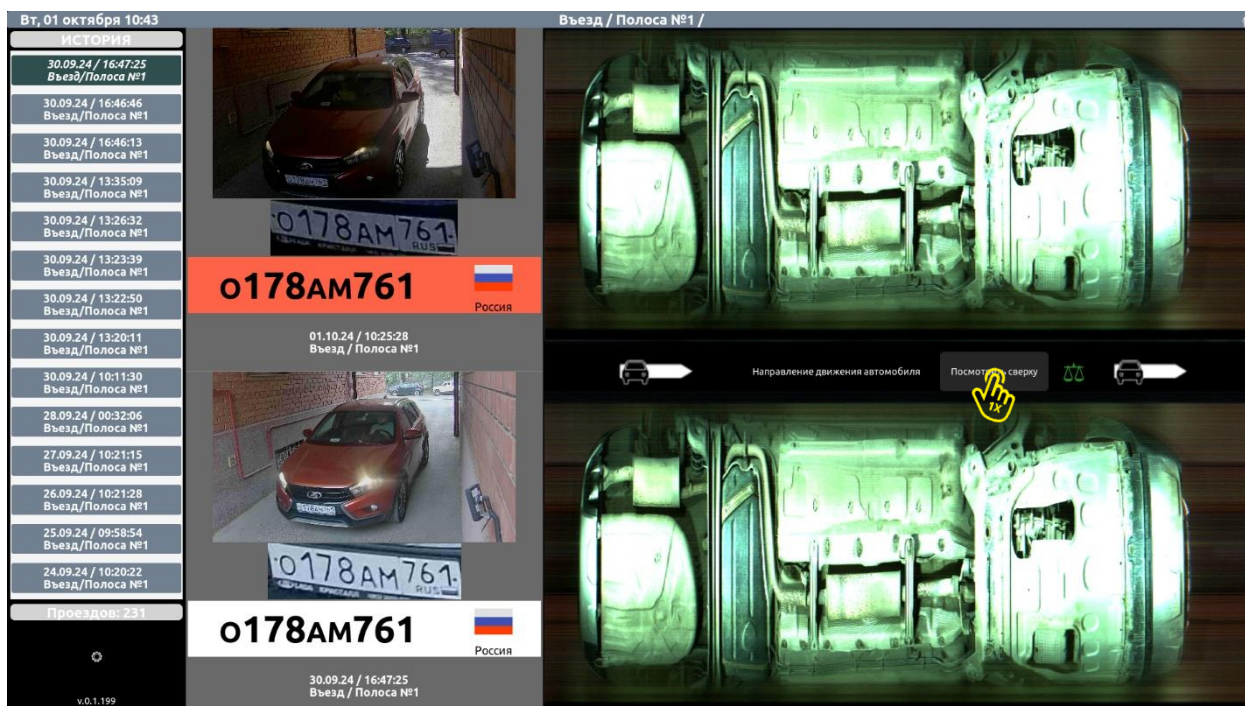 Вт, 01 октября 10:43
Въезд / Полоса №1 /
ИСТОРИЯ
30.09.24 / 16:47:25
Въезд/Полоса №1
30.09.24 / 16:46:46
Въезд/Полоса №1
30.09.24 / 16:46:13
Въезд/Полоса №1
30.09.24 / 13:35:09
Въезд/Полоса №1
30.09.24 / 13:26:32
Въезд/Полоса №1
30.09.24 / 13:23:39
Въезд/Полоса №1
30.09.24 / 13:22:50
Въезд/Полоса №1
30.09.24 / 13:20:11
Въезд/Полоса №1
30.09.24 / 10:11:30
Въезд/Полоса №1
28.09.24 / 00:32:06
Въезд/Полоса №1
27.09.24 / 10:21:15
Въезд/Полоса №1
26.09.24 / 10:21:28
Въезд/Полоса №1
25.09.24 / 09:58:54
Въезд/Полоса №1
24.09.24 / 10:20:22
Въезд/Полоса №1
Проездов: 231
v.0.1.199
О178АМ 761
RUS
О178АМ761
Россия
01.10.24 / 10:25:28
Въезд / Полоса №1
О178АМ 761
RUS
О178АМ761
Россия
30.09.24 / 16:47:25
Въезд / Полоса №1
Направление движения автомобиля
Посмотреть сверху
1X